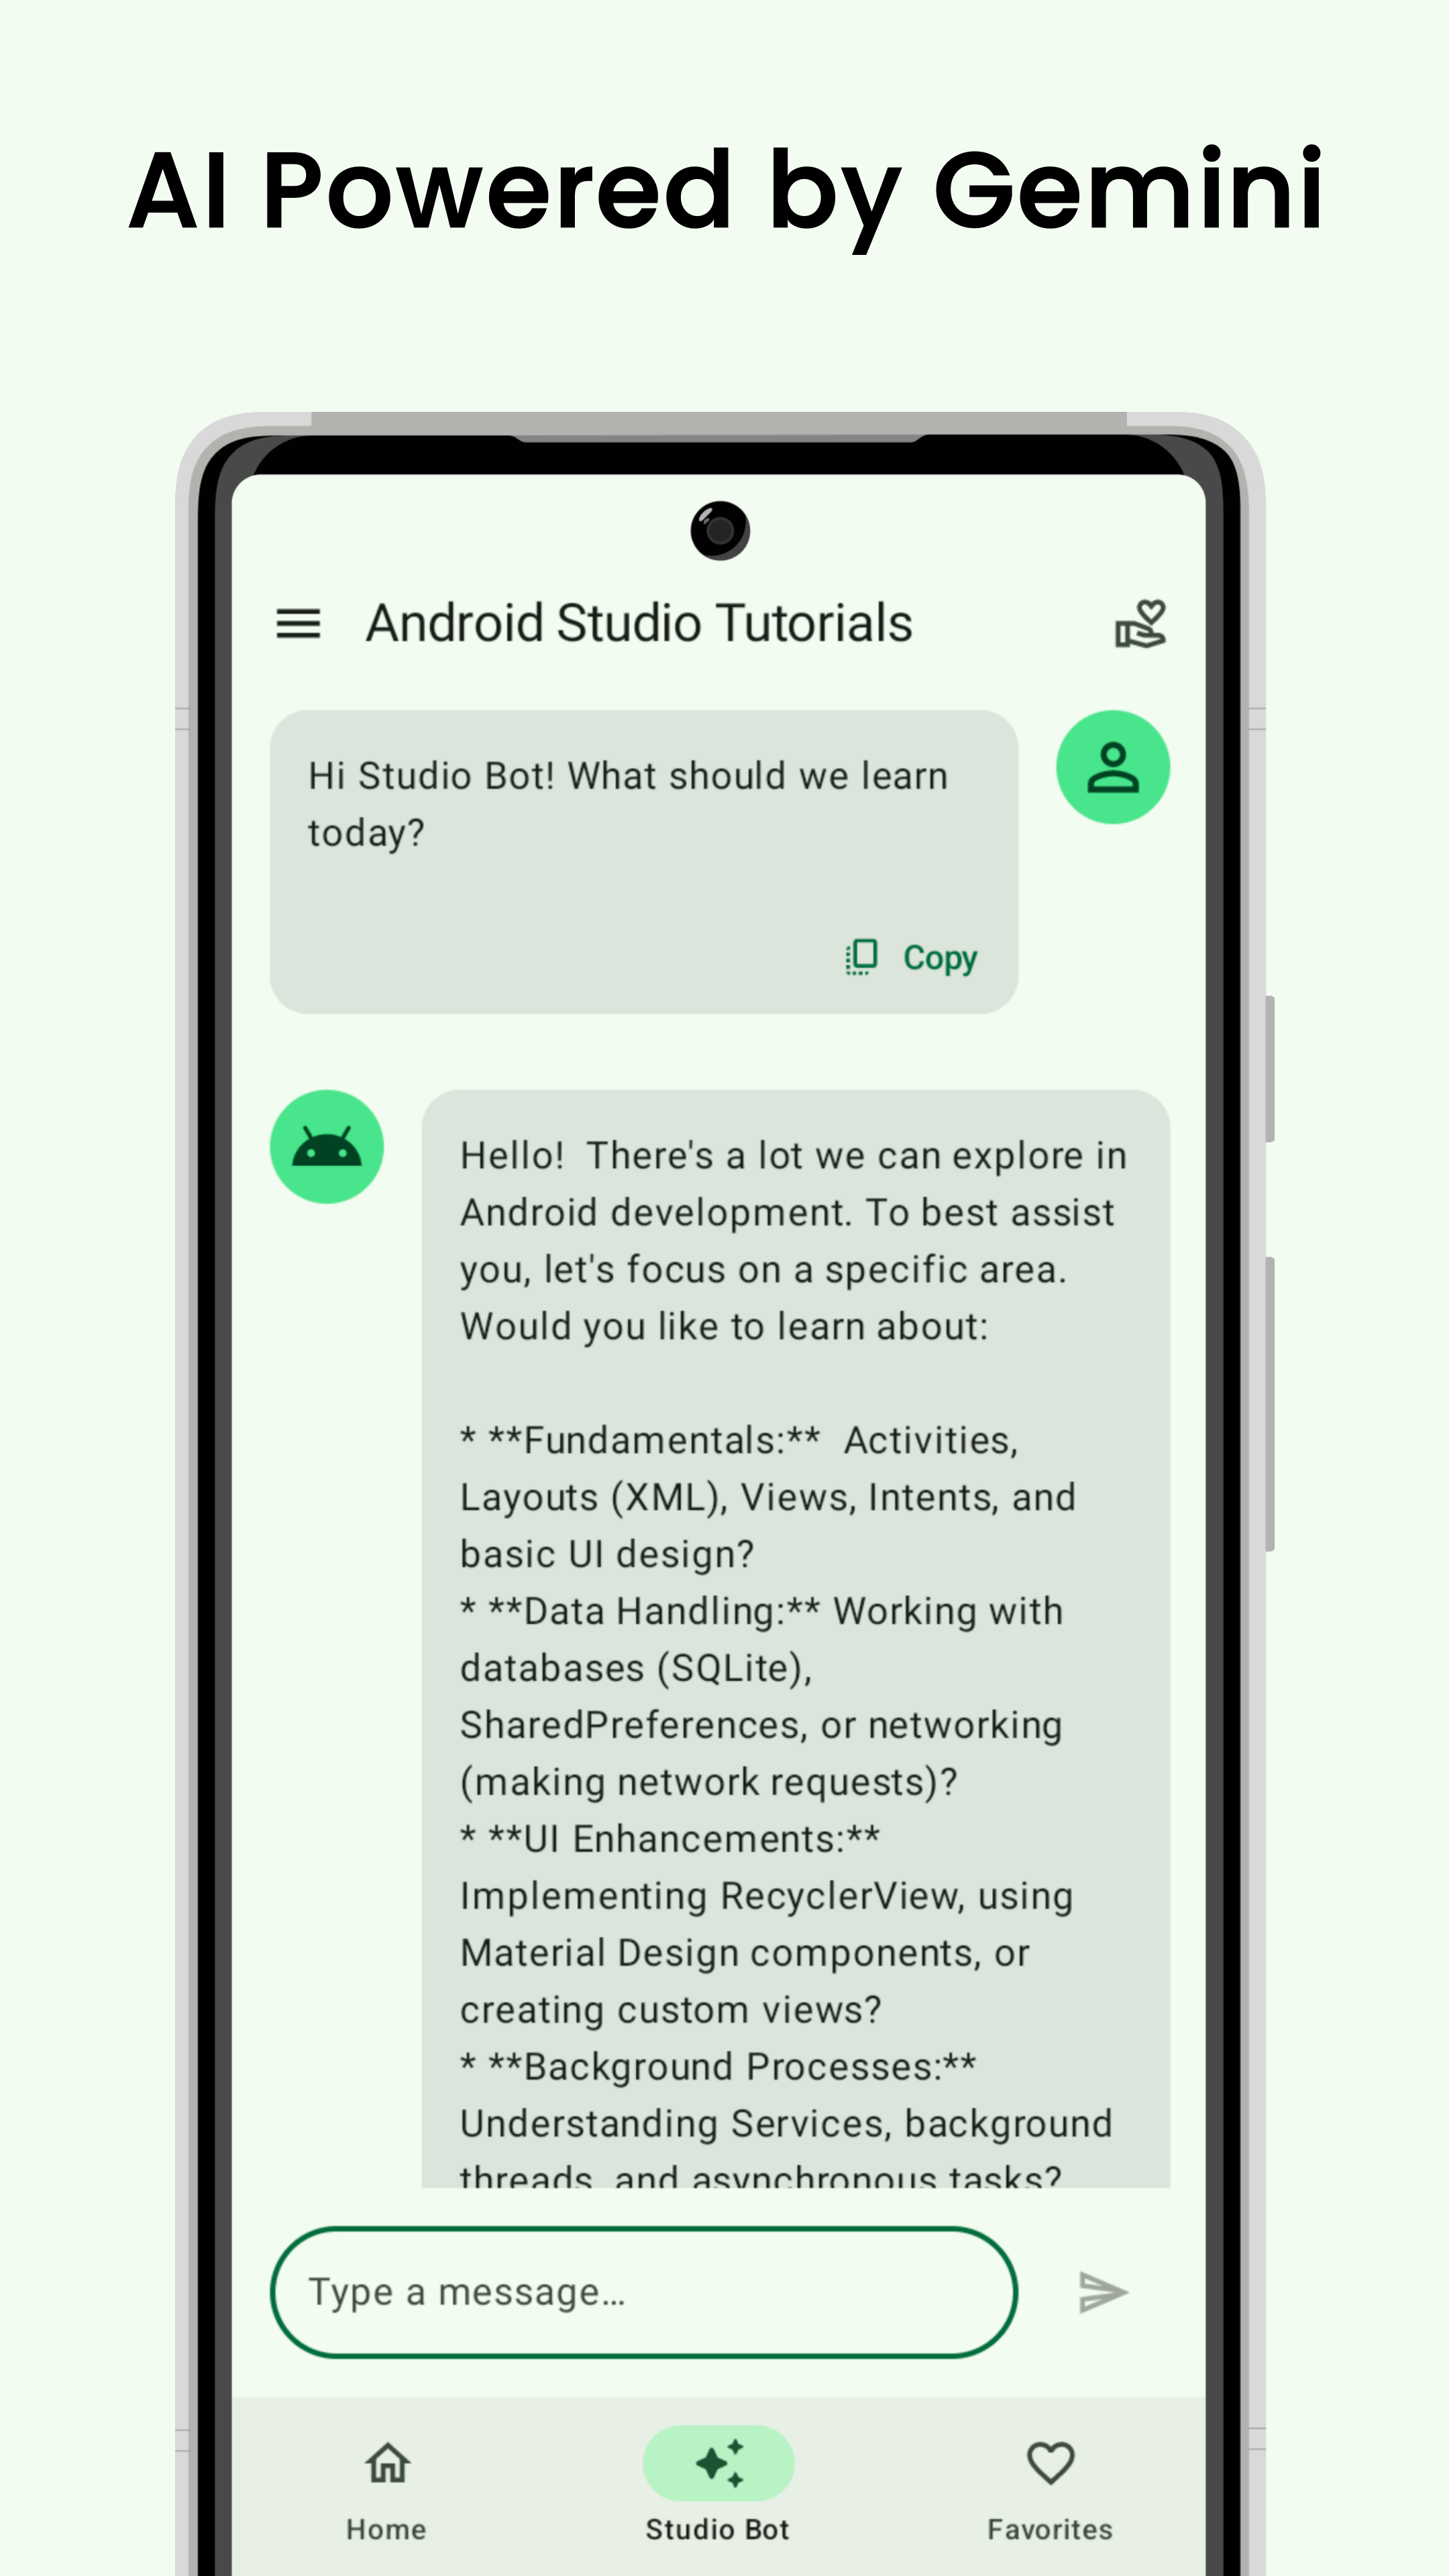 AI Powered by Gemini
Android Studio Tutorials
Hi Studio Bot! What should we learn
today?
Copy
Hello!  There's a lot we can explore in
Android development. To best assist
you, let's focus on a specific area.
Would you like to learn about:
* **Fundamentals:**  Activities,
Layouts (XML), Views, Intents, and
basic UI design?
* **Data Handling:** Working with
databases (SQLite),
SharedPreferences, or networking
(making network requests)?
* **UI Enhancements:**
Implementing RecyclerView, using
Material Design components, or
creating custom views?
* **Background Processes:**
Understanding Services, background
threads, and asynchronous tasks?
Type a message…
Home
Studio Bot
Favorites